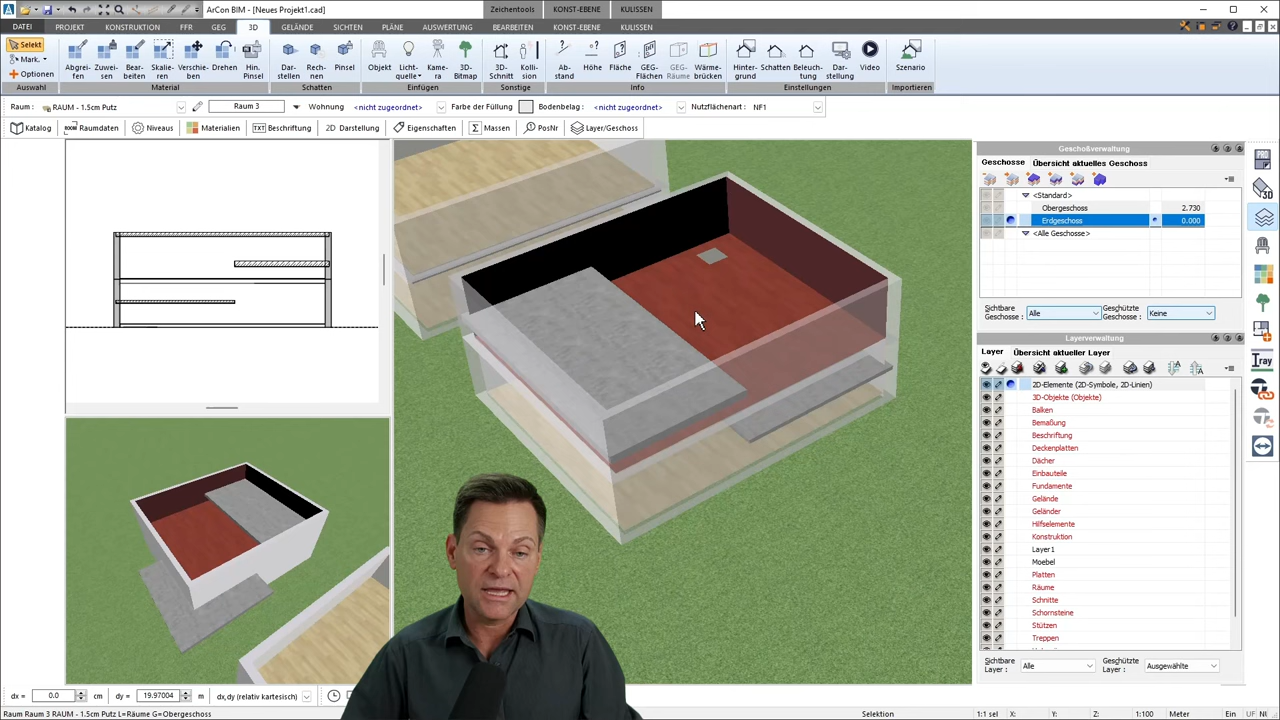 ArCon BIM - [Neues Projekt1.cad]
Zeichentools KONST-EBENE KULISSEN
DATEI PROJEKT KONSTRUKTION FFR GEG 3D GELÄNDE SICHTEN PLÄNE AUSWERTUNG BEARBEITEN KONST-EBENE KULISSEN
Selekt
Mark.
Optionen
Auswahl
Abgrei-
fen
Zuwei-
sen
Bear-
beiten
Skalie-
ren
Verschie-
ben
Drehen
Hin.
Pinsel
Material
Dar-
stellen
Rech-
nen
Pinsel
Schatten
Objekt
Licht-
quelle
Kame-
ra
3D-
Bitmap
Einfügen
3D-
Schnitt
Kolli-
sion
Sonstige
Ab-
stand
Höhe
Fläche
GEG-
Flächen
GEG-
RÄUME
Wärme-
brücken
Info
Hinter-
grund
Schatten
Beleuch-
tung
Dar-
stellung
Video
Einstellungen
Szenario
Importieren
Raum : RAUM - 1.5cm Putz Raum 3 Wohnung <nicht zugeordnet> Farbe der Füllung Bodenbelag : <nicht zugeordnet> Nutzflächenart : NF1
Katalog Raumdaten Niveaus Materialien TXT Beschriftung 2D Darstellung Eigenschaften Massen PosNr Layer/Geschoss
Geschoßverwaltung
Geschosse Übersicht aktuelles Geschoss
<Standard>
Obergeschoss 2.730
Erdgeschoss 0.000
<Alle Geschosse>
Sichtbare
Geschosse : Alle
Geschützte
Geschosse : Keine
Layerverwaltung
Layer Übersicht aktueller Layer
2D-Elemente (2D-Symbole, 2D-Linien)
3D-Objekte (Objekte)
Balken
Bemaßung
Beschriftung
Deckenplatten
Dächer
Einbauteile
Fundamente
Gelände
Geländer
Hilfselemente
Konstruktion
Layer1
Moebel
Platten
Räume
Schnitte
Schornsteine
Stützen
Treppen
Sichtbare
Layer : Alle
Geschützte
Layer : Ausgewählte
3D
Iray
dx = 0.0 cm dy = 19.97004 m dx,dy (relativ kartesisch)
Raum Raum 3 RAUM - 1.5cm Putz L=Räume G=Obergeschoss Selektion 1:1 sel X: Y: Z: 1:100 Meter Ein UF